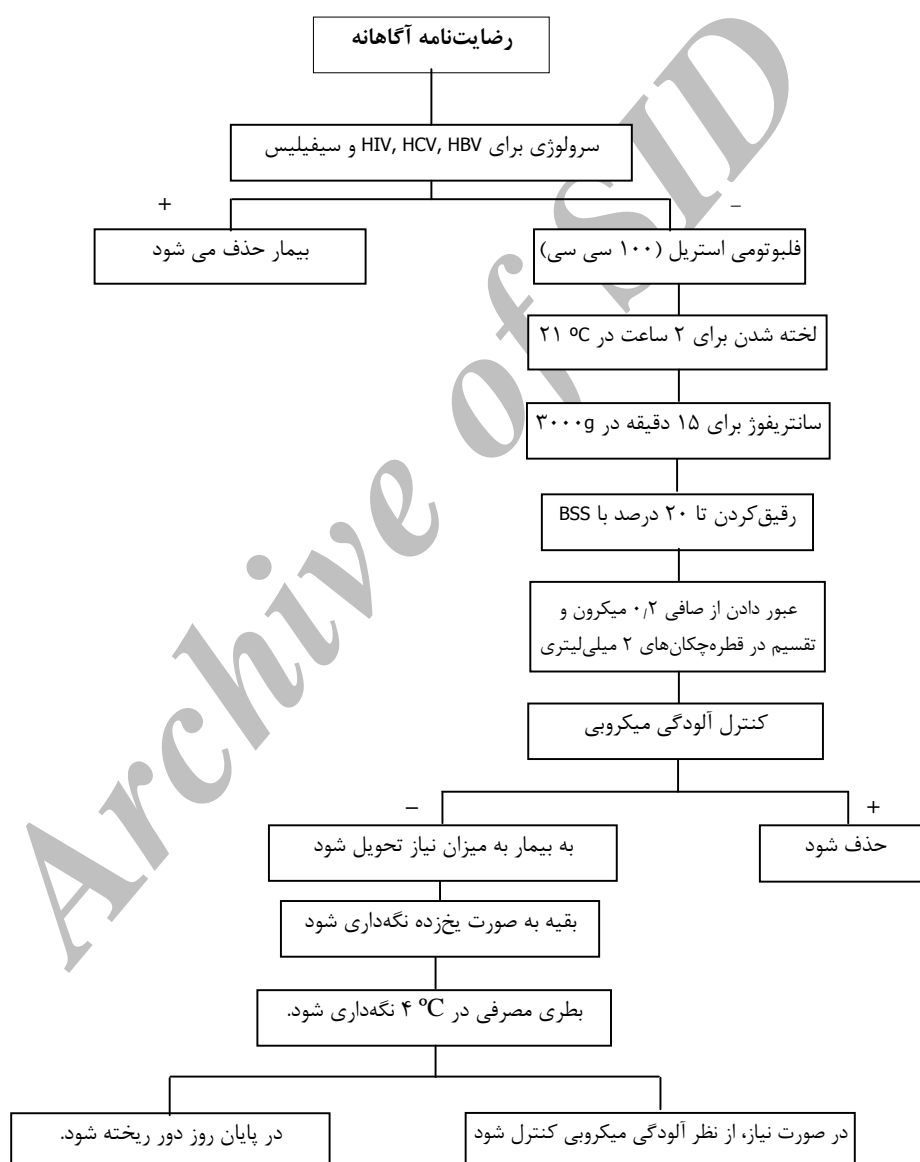 رضایت‌نامه آگاهانه
سرولوژی برای HIV, HCV, HBV و سیفیلیس
+
–
بیمار حذف می شود
فلبوتومی استریل (۱۰۰ سی سی)
لخته شدن برای ۲ ساعت در ۲۱ ºC
سانتریفوژ برای ۱۵ دقیقه در ۳۰۰۰g
رقیق‌کردن تا ۲۰ درصد با BSS
عبور دادن از صافی ۰٫۲ میکرون و
تقسیم در قطره‌چکان‌های ۲ میلی‌لیتری
کنترل آلودگی میکروبی
–
+
به بیمار به میزان نیاز تحویل شود
حذف شود
بقیه به صورت یخ‌زده نگه‌داری شود
بطری مصرفی در ۴ ºC نگه‌داری شود.
در صورت نیاز، از نظر آلودگی میکروبی کنترل شود
در پایان روز دور ریخته شود.
Archive of SID